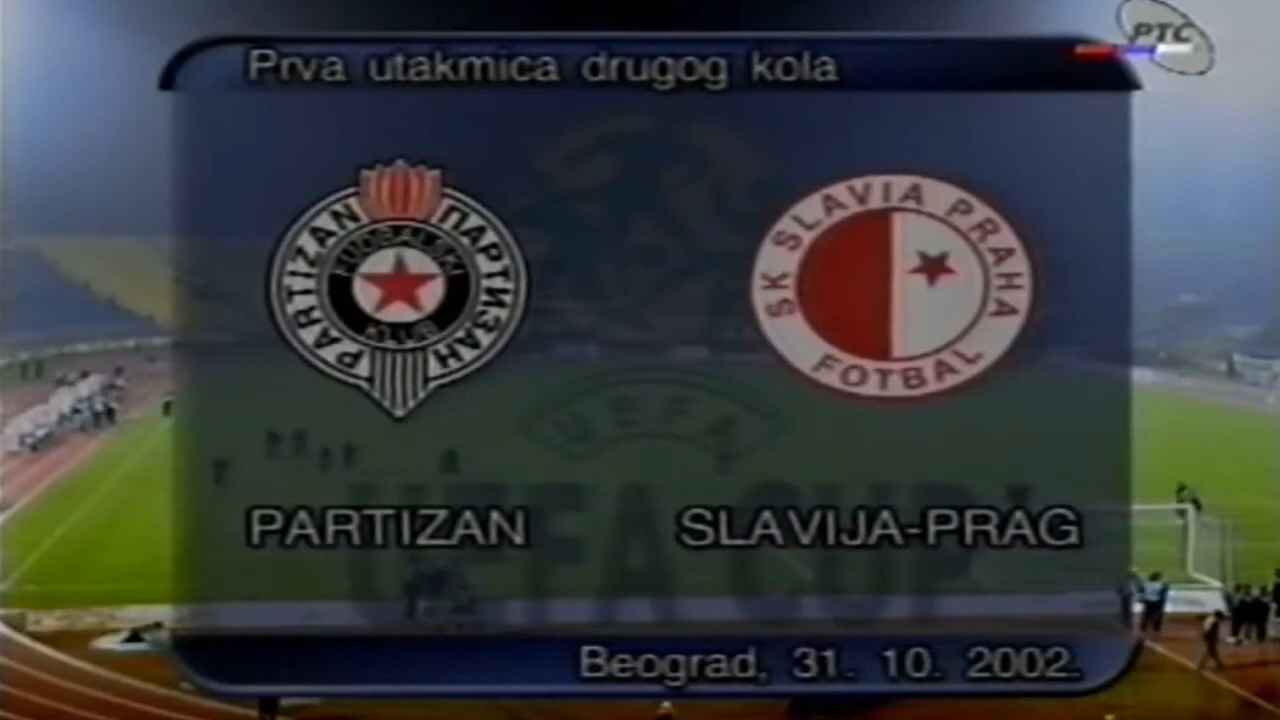 PTC
Prva utakmica drugog kola
PARTIZAN ПАРТИЗАН
FUDBALSKI
KLUB
SK SLAVIA PRAHA
FOTBAL
UEFA
PARTIZAN
SLAVIJA-PRAG
UEFA CUP
Beograd, 31. 10. 2002.